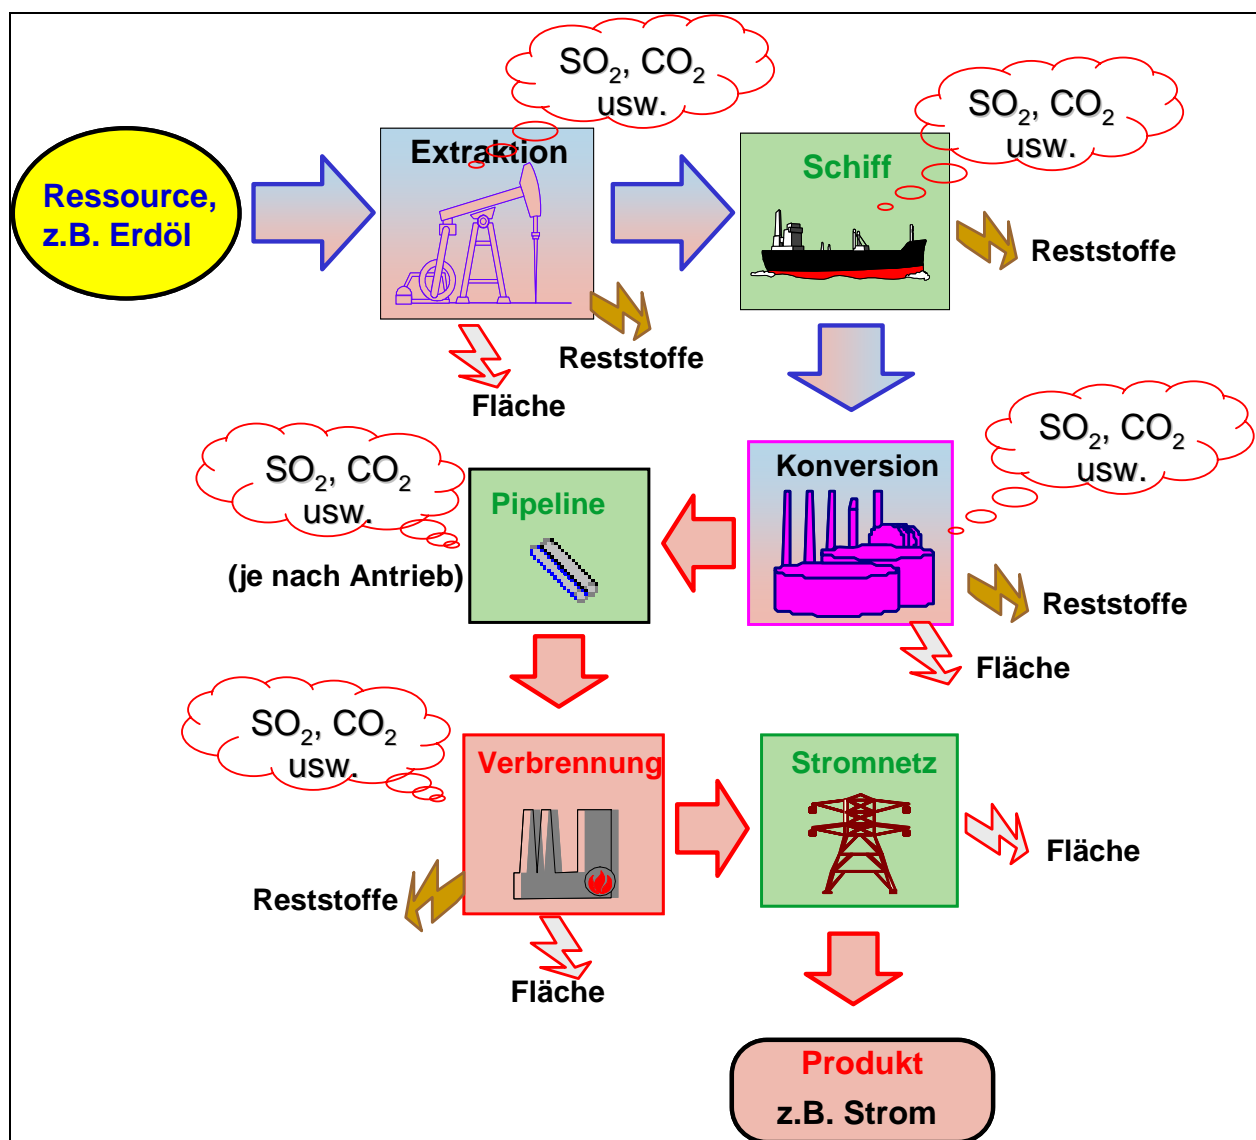 Ressource,
z.B. Erdöl
Extraktion
SO₂, CO₂
usw.
Reststoffe
Fläche
Schiff
SO₂, CO₂
usw.
Reststoffe
Konversion
SO₂, CO₂
usw.
Reststoffe
Fläche
Pipeline
SO₂, CO₂
usw.
(je nach Antrieb)
Verbrennung
SO₂, CO₂
usw.
Reststoffe
Fläche
Stromnetz
Fläche
Produkt
z.B. Strom